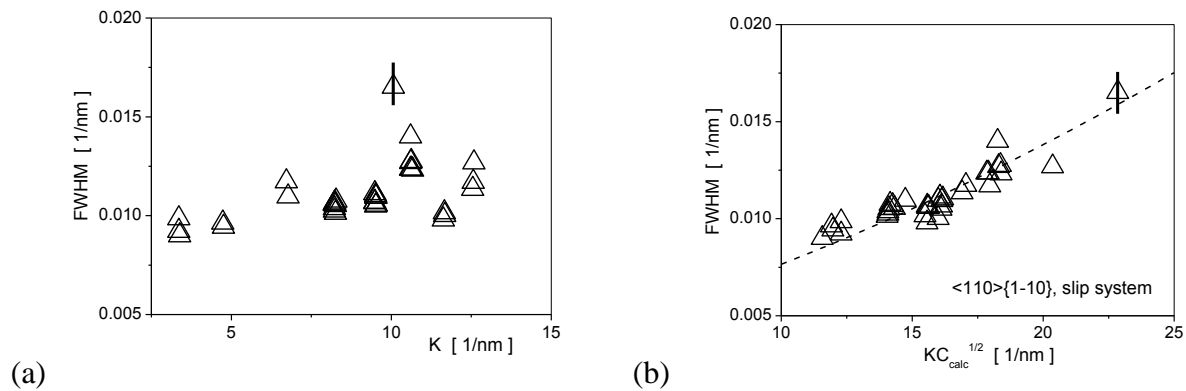 0.020
0.015
0.010
0.005
FWHM [ 1/nm ]
5
10
15
K [ 1/nm ]
(a)
0.020
0.015
0.010
0.005
FWHM [ 1/nm ]
<110>{1-10}, slip system
10
15
20
25
KC_calc^1/2 [ 1/nm ]
(b)